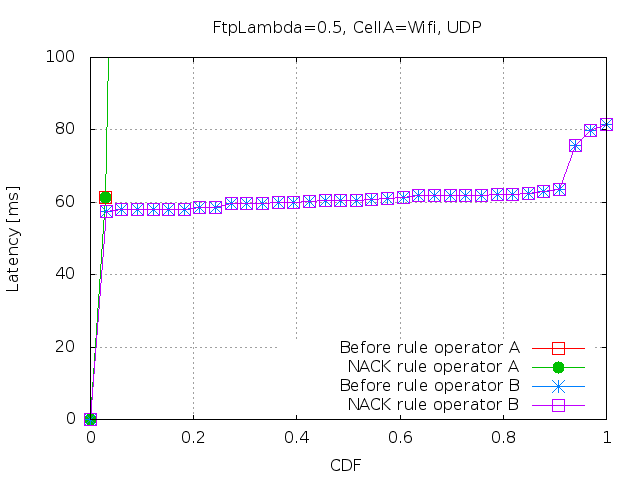 FtpLambda=0.5, CellA=Wifi, UDP
100
80
60
40
20
0
Latency [ms]
Before rule operator A
NACK rule operator A
Before rule operator B
NACK rule operator B
0 0.2 0.4 0.6 0.8 1
CDF